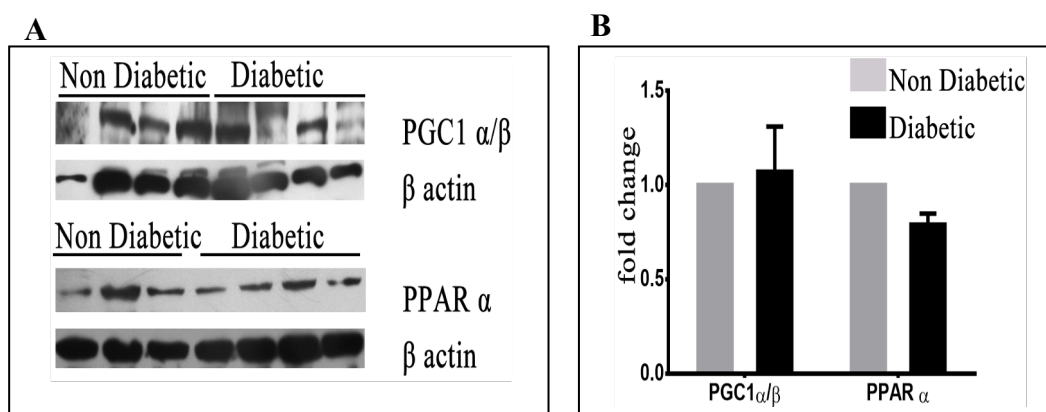 A
Non Diabetic Diabetic
PGC1 α/β
β actin
Non Diabetic Diabetic
PPAR α
β actin
B
Non Diabetic
Diabetic
fold change
1.5
1.0
0.5
0.0
PGC1α/β PPAR α